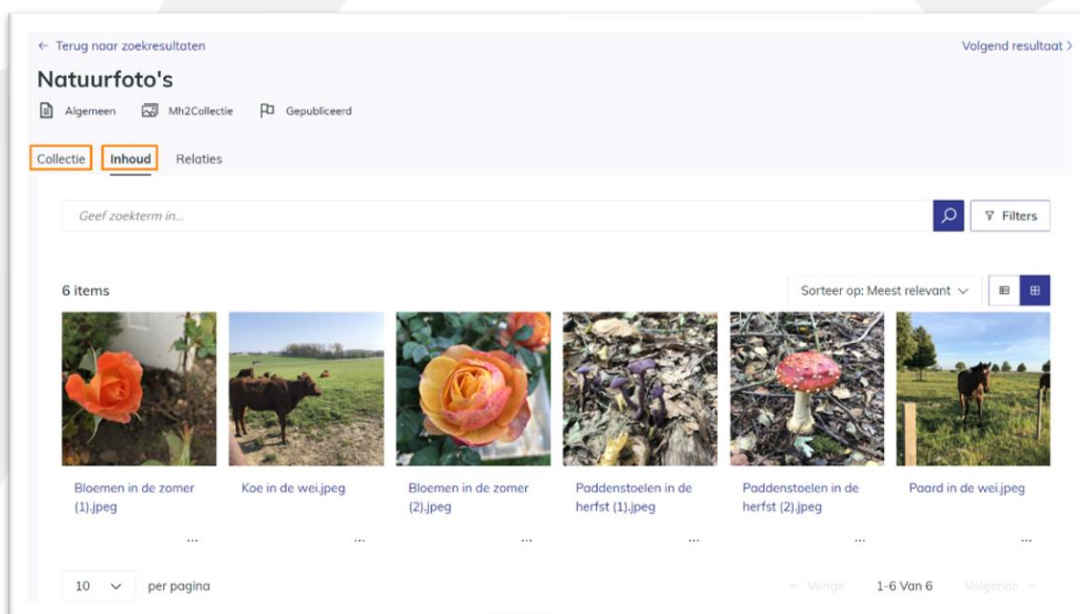 ← Terug naar zoekresultaten
Volgend resultaat >
Natuurfoto's
Algemeen Mh2Collectie Gepubliceerd
Collectie Inhoud Relaties
Geef zoekterm in...
Filters
6 items
Sorteer op: Meest relevant
Bloemen in de zomer
(1).jpeg
Koe in de wei.jpeg
Bloemen in de zomer
(2).jpeg
Paddenstoelen in de
herfst (1).jpeg
Paddenstoelen in de
herfst (2).jpeg
Paard in de wei.jpeg
... ... ... ... ... ...
10 per pagina
← Vorige 1-6 Van 6 Volgende →